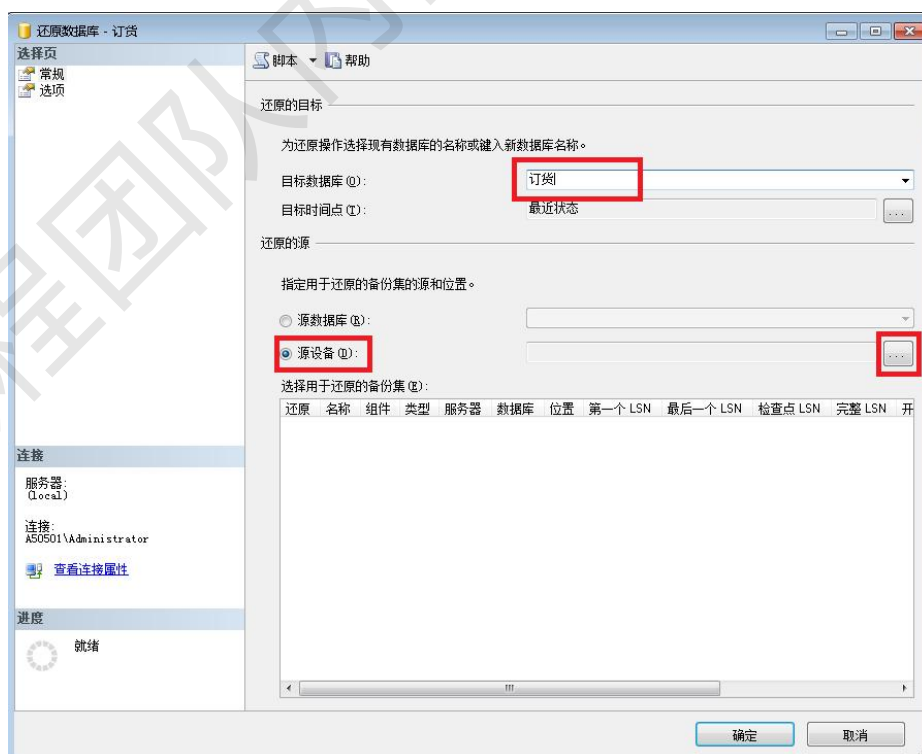 还原数据库 - 订货
选择页
常规
选项
脚本
帮助
还原的目标
为还原操作选择现有数据库的名称或键入新数据库名称。
目标数据库(O):
订货
目标时间点(T):
最近状态
...
还原的源
指定用于还原的备份集的源和位置。
源数据库(R):
源设备(D):
...
选择用于还原的备份集(E):
还原 名称 组件 类型 服务器 数据库 位置 第一个 LSN 最后一个 LSN 检查点 LSN 完整 LSN 开
连接
服务器:
(local)
连接:
A50501\Administrator
查看连接属性
进度
就绪
确定
取消
程团队内